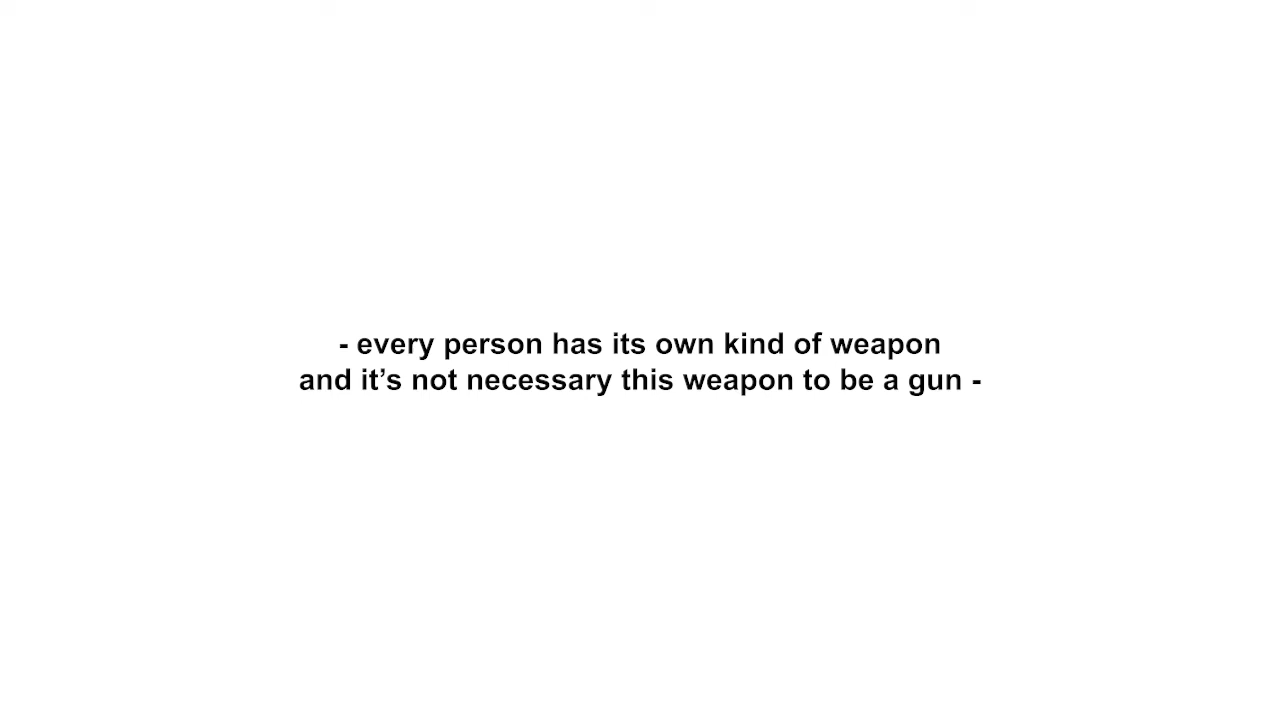 - every person has its own kind of weapon
and it’s not necessary this weapon to be a gun -